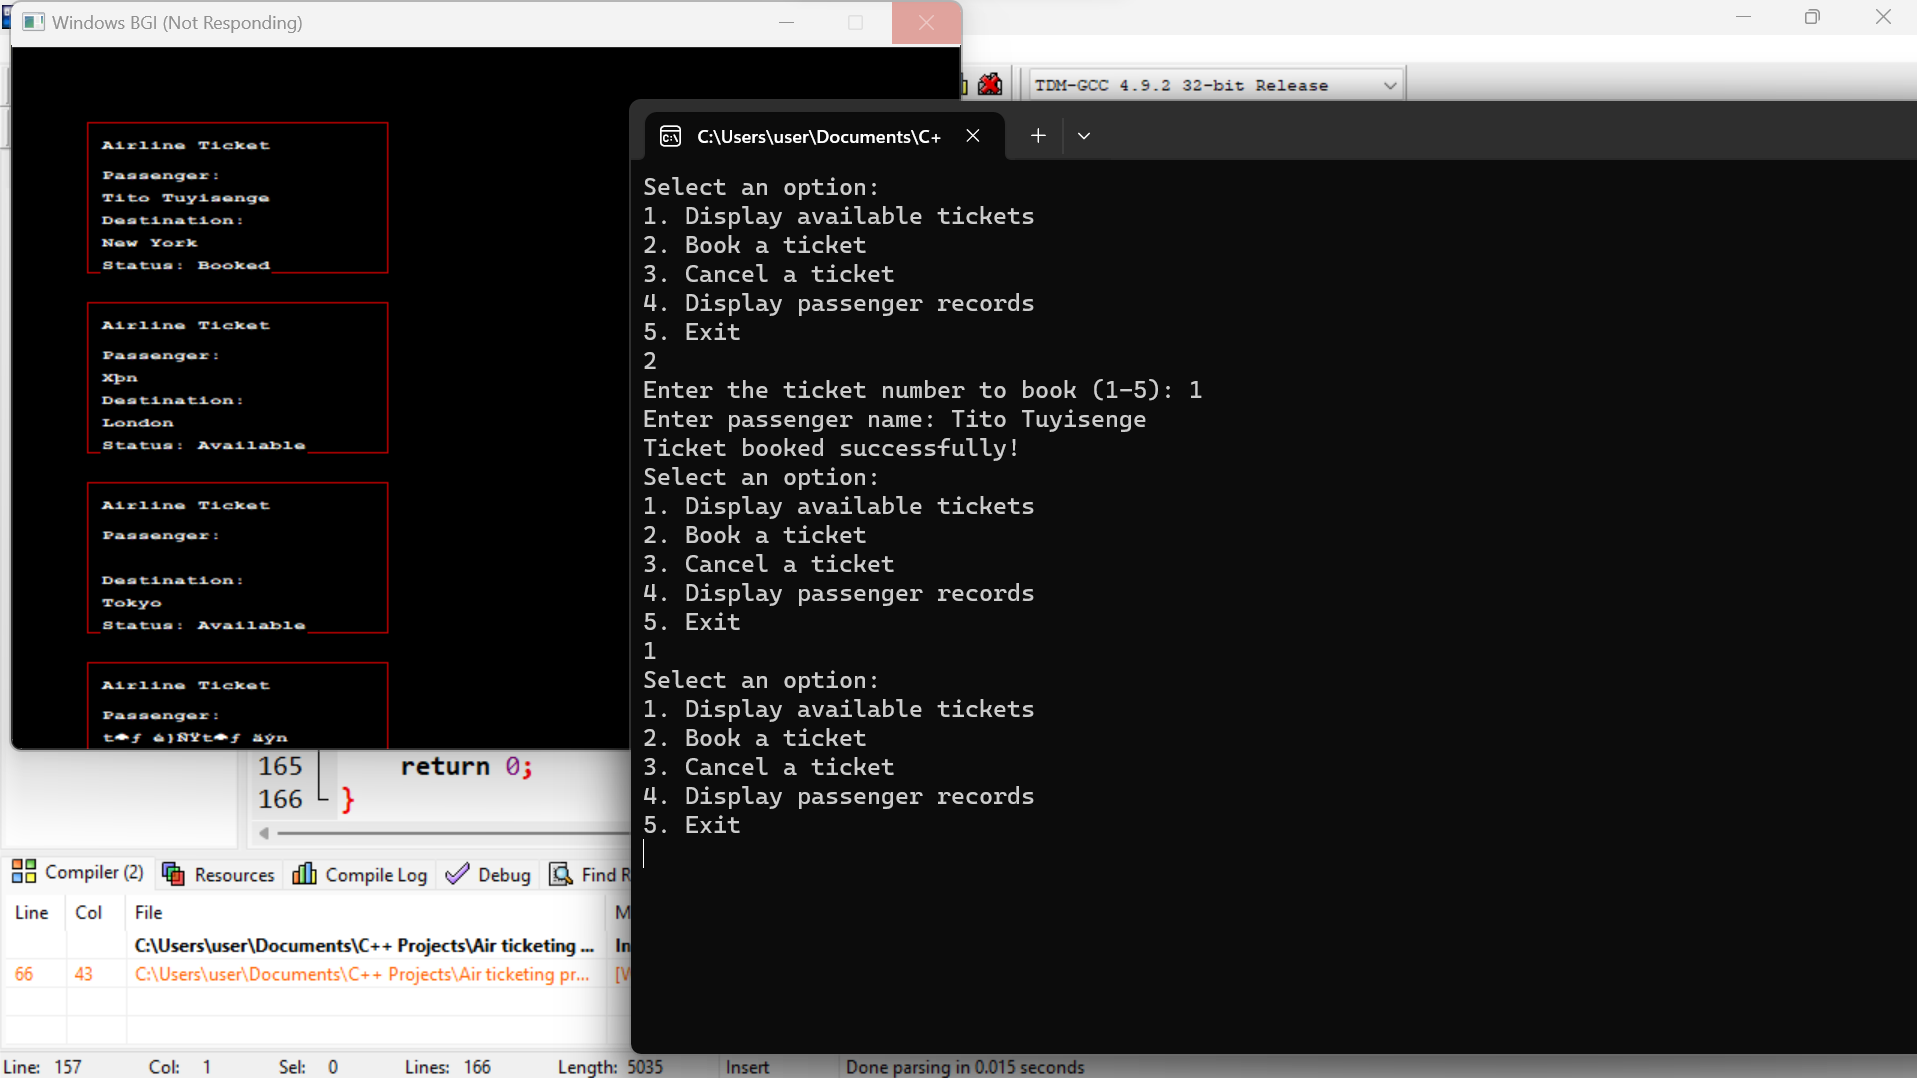 Windows BGI (Not Responding)
Airline Ticket
Passenger:
Tito Tuyisenge
Destination:
New York
Status: Booked
Airline Ticket
Passenger:
Xþn
Destination:
London
Status: Available
Airline Ticket
Passenger:
Destination:
Tokyo
Status: Available
Airline Ticket
Passenger:
TDM-GCC 4.9.2 32-bit Release
C:\Users\user\Documents\C+
Select an option:
1. Display available tickets
2. Book a ticket
3. Cancel a ticket
4. Display passenger records
5. Exit
2
Enter the ticket number to book (1-5): 1
Enter passenger name: Tito Tuyisenge
Ticket booked successfully!
Select an option:
1. Display available tickets
2. Book a ticket
3. Cancel a ticket
4. Display passenger records
5. Exit
1
Select an option:
1. Display available tickets
2. Book a ticket
3. Cancel a ticket
4. Display passenger records
5. Exit
165 return 0;
166 }
Compiler (2) Resources Compile Log Debug Find R
Line Col File M
C:\Users\user\Documents\C++ Projects\Air ticketing ... In
66 43 C:\Users\user\Documents\C++ Projects\Air ticketing pr... [W
Line: 157 Col: 1 Sel: 0 Lines: 166 Length: 5035 Insert Done parsing in 0.015 seconds